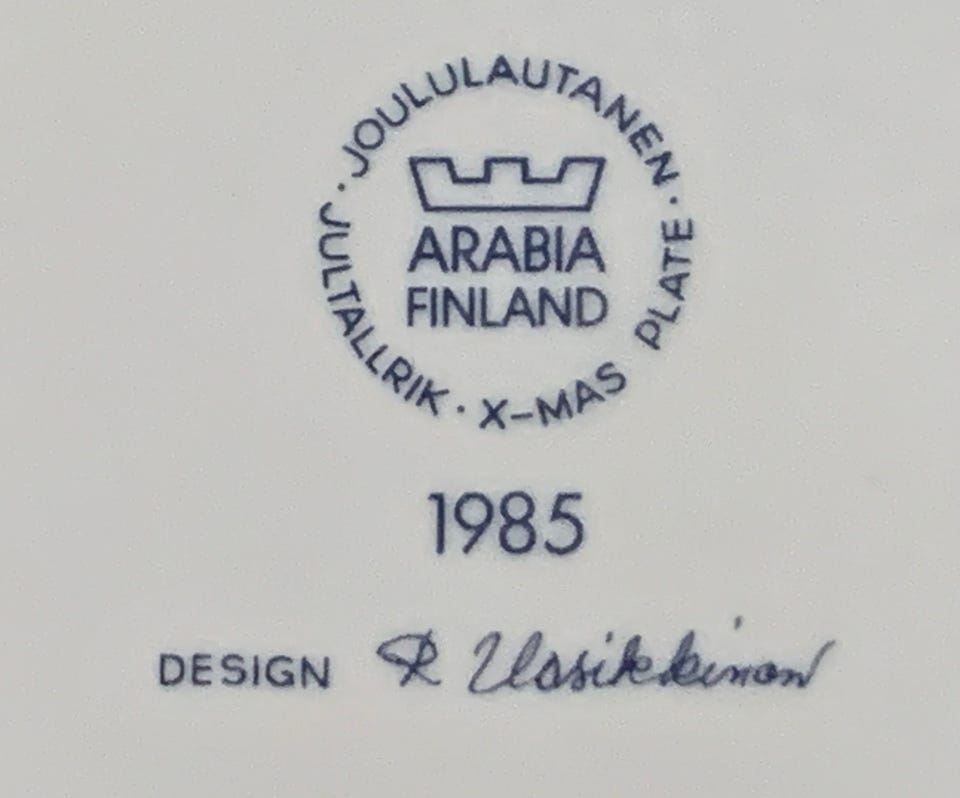 · JOULULAUTANEN · X-MAS PLATE · JULTALLRIK
ARABIA
FINLAND
1985
DESIGN R Uosikkinen